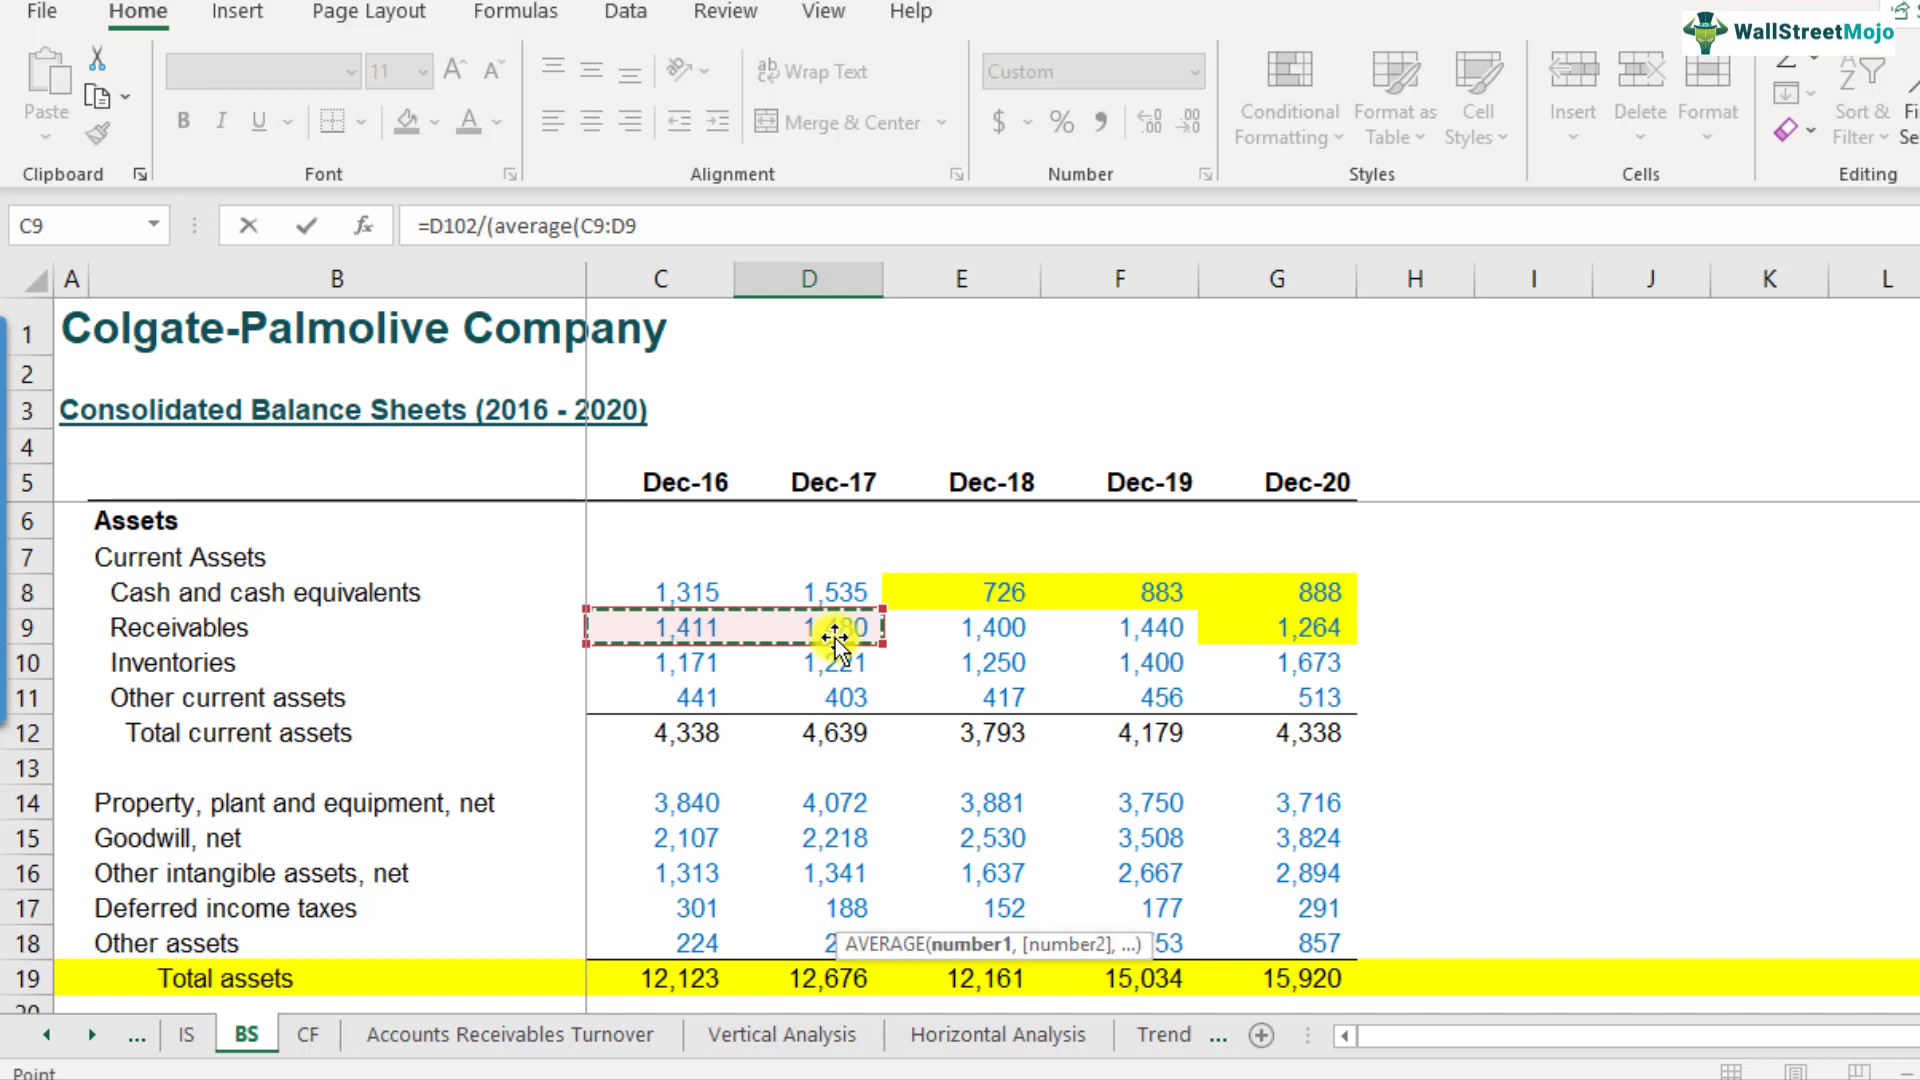 File Home Insert Page Layout Formulas Data Review View Help
WallStreetMojo
11 Wrap Text Custom
Paste Conditional Format as Cell Insert Delete Format Sort &
B I U A Merge & Center $ % Formatting Table Styles Filter
Clipboard Font Alignment Number Styles Cells Editing
C9 fx =D102/(average(C9:D9
A B C D E F G H I J K L
1 Colgate-Palmolive Company
2
3 Consolidated Balance Sheets (2016 - 2020)
4
5 Dec-16 Dec-17 Dec-18 Dec-19 Dec-20
6 Assets
7 Current Assets
8 Cash and cash equivalents 1,315 1,535 726 883 888
9 Receivables 1,411 1,480 1,400 1,440 1,264
10 Inventories 1,171 1,221 1,250 1,400 1,673
11 Other current assets 441 403 417 456 513
12 Total current assets 4,338 4,639 3,793 4,179 4,338
13
14 Property, plant and equipment, net 3,840 4,072 3,881 3,750 3,716
15 Goodwill, net 2,107 2,218 2,530 3,508 3,824
16 Other intangible assets, net 1,313 1,341 1,637 2,667 2,894
17 Deferred income taxes 301 188 152 177 291
18 Other assets 224 2 AVERAGE(number1, [number2], ...) 53 857
19 Total assets 12,123 12,676 12,161 15,034 15,920
... IS BS CF Accounts Receivables Turnover Vertical Analysis Horizontal Analysis Trend ...
Point